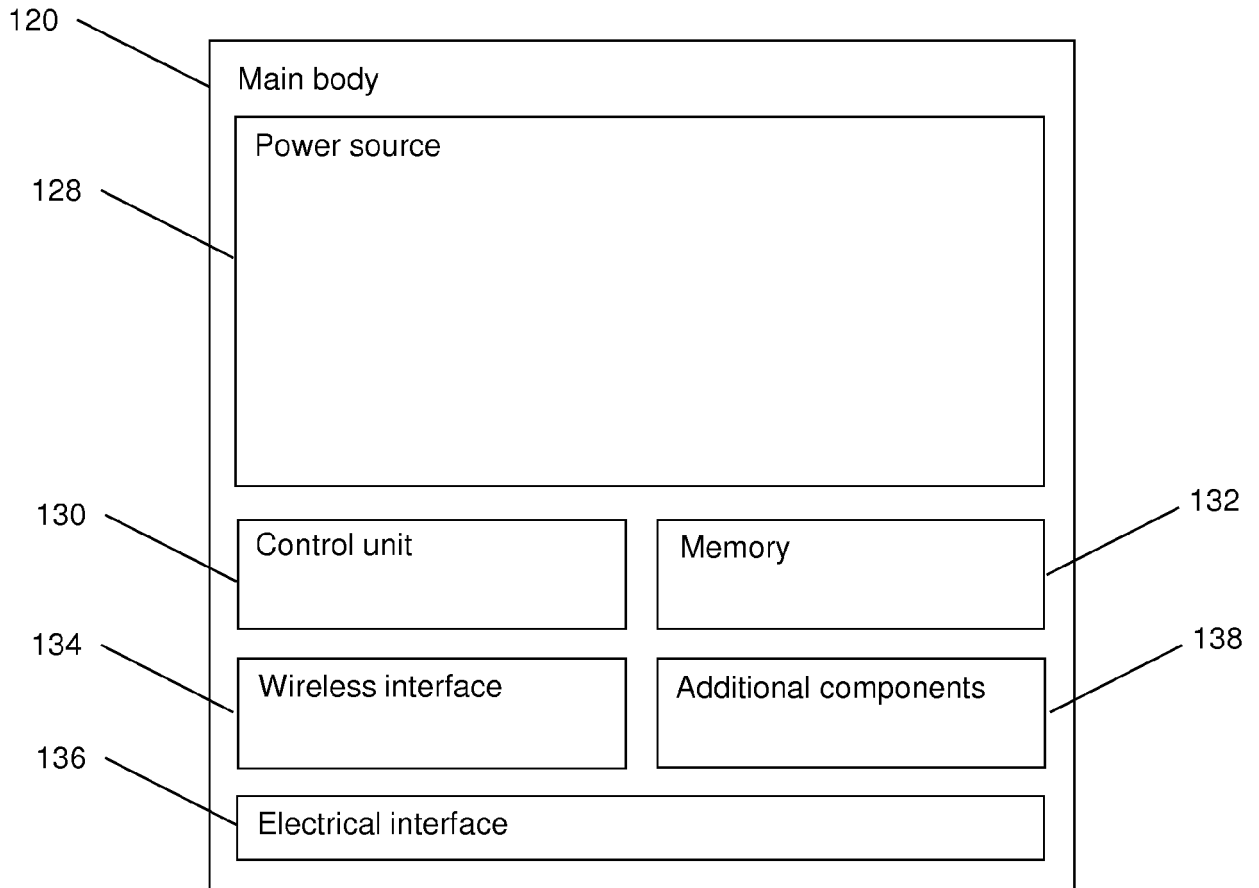 120
Main body
Power source
128
130
Control unit
Memory
132
134
Wireless interface
Additional components
138
136
Electrical interface